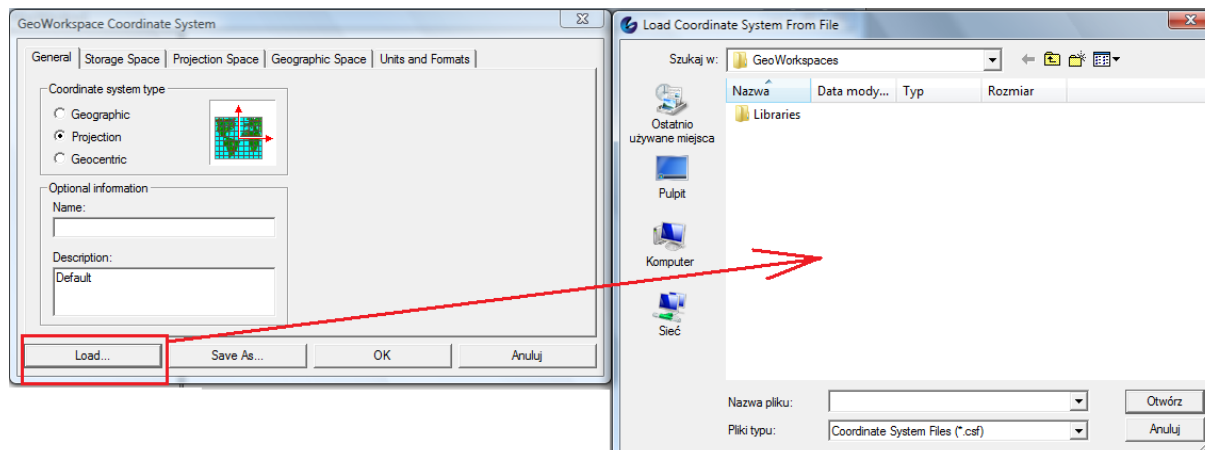 GeoWorkspace Coordinate System
General Storage Space Projection Space Geographic Space Units and Formats
Coordinate system type
Geographic
Projection
Geocentric
Optional information
Name:
Description:
Default
Load... Save As... OK Anuluj
Load Coordinate System From File
Szukaj w: GeoWorkspaces
Nazwa Data mody... Typ Rozmiar
Libraries
Ostatnio
używane miejsca
Pulpit
Komputer
Sieć
Nazwa pliku: Otwórz
Pliki typu: Coordinate System Files (*.csf) Anuluj